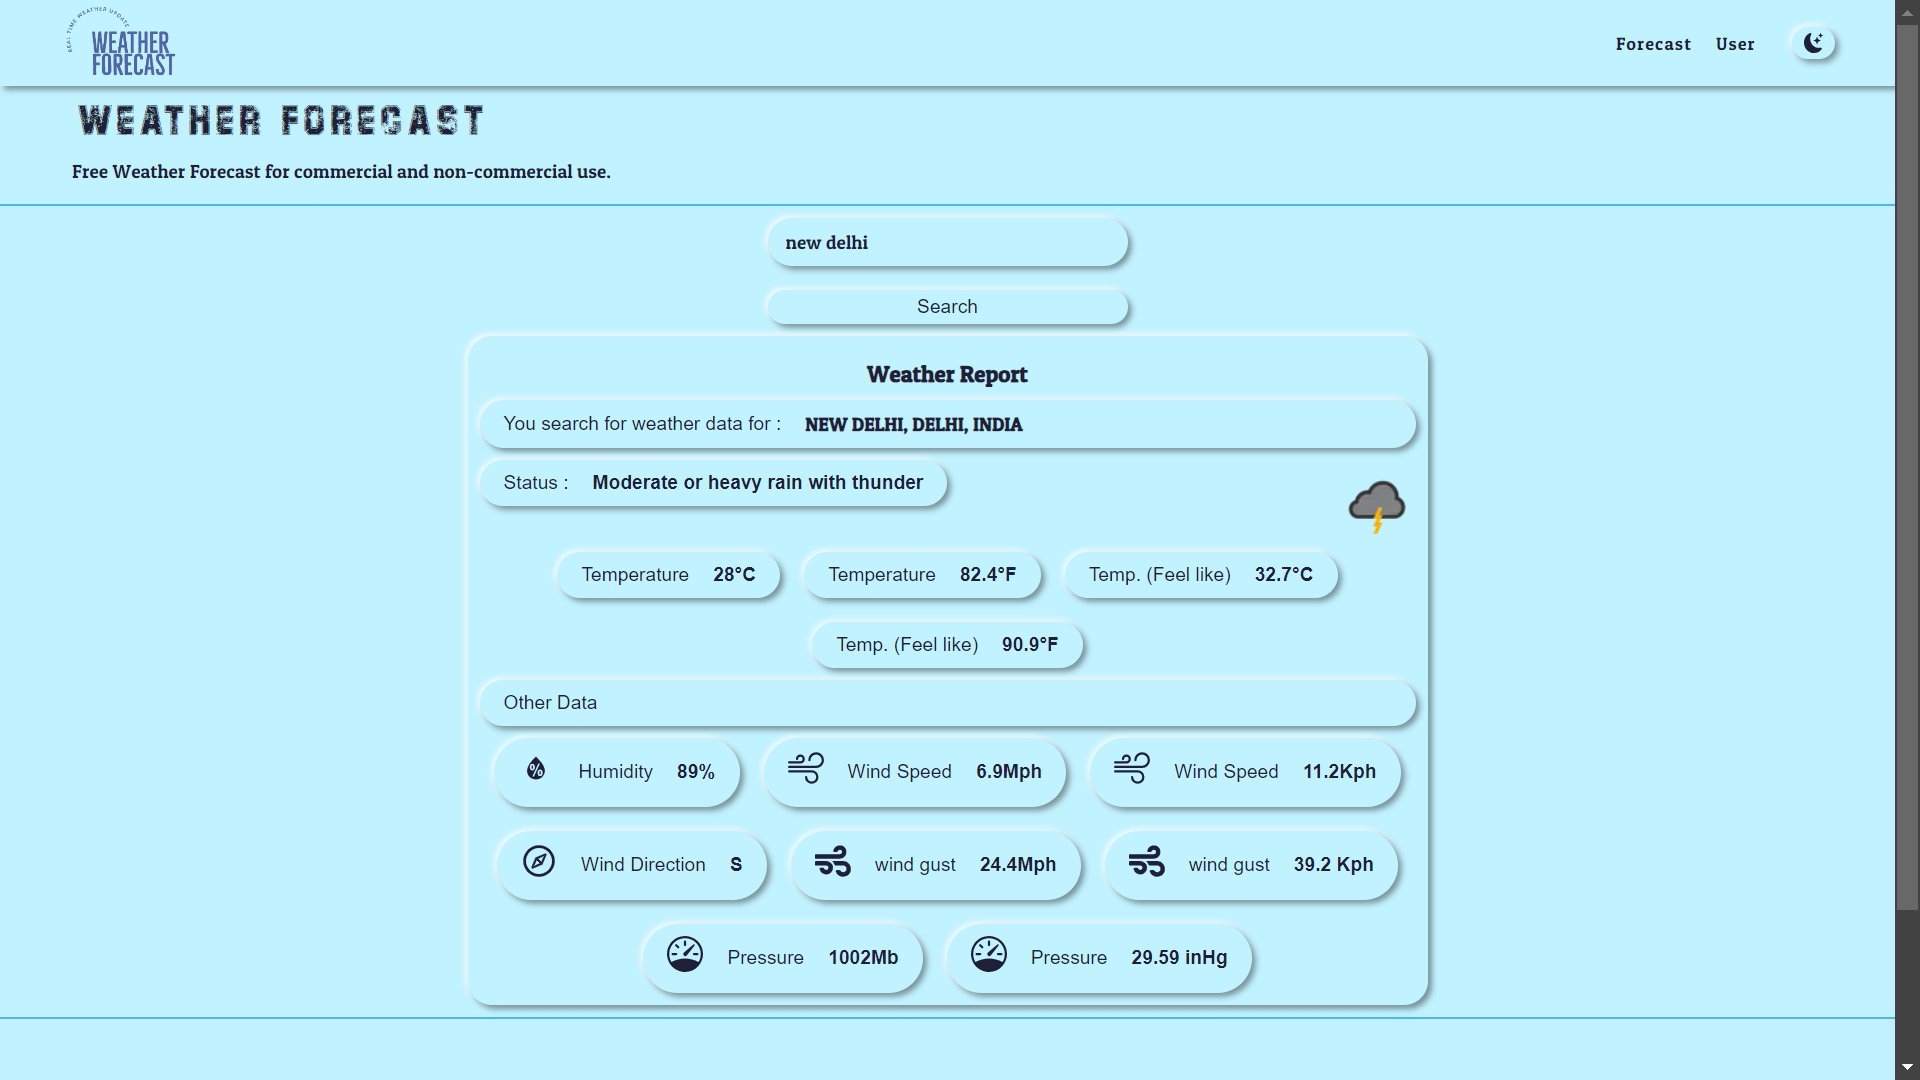 REAL TIME WEATHER UPDATE
WEATHER
FORECAST
Forecast User
WEATHER FORECAST
Free Weather Forecast for commercial and non-commercial use.
new delhi
Search
Weather Report
You search for weather data for : NEW DELHI, DELHI, INDIA
Status : Moderate or heavy rain with thunder
Temperature 28°C Temperature 82.4°F Temp. (Feel like) 32.7°C
Temp. (Feel like) 90.9°F
Other Data
% Humidity 89% Wind Speed 6.9Mph Wind Speed 11.2Kph
Wind Direction S wind gust 24.4Mph wind gust 39.2 Kph
Pressure 1002Mb Pressure 29.59 inHg